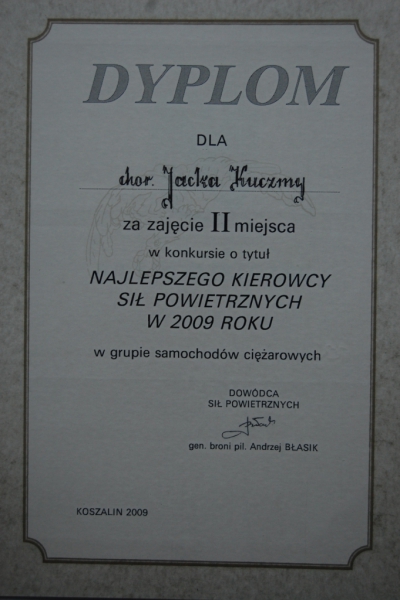 DYPLOM
DLA
chor. Jacka Kuczmy
za zajęcie II miejsca
w konkursie o tytuł
NAJLEPSZEGO KIEROWCY
SIŁ POWIETRZNYCH
W 2009 ROKU
w grupie samochodów ciężarowych
DOWÓDCA
SIŁ POWIETRZNYCH
gen. broni pil. Andrzej BŁASIK
KOSZALIN 2009